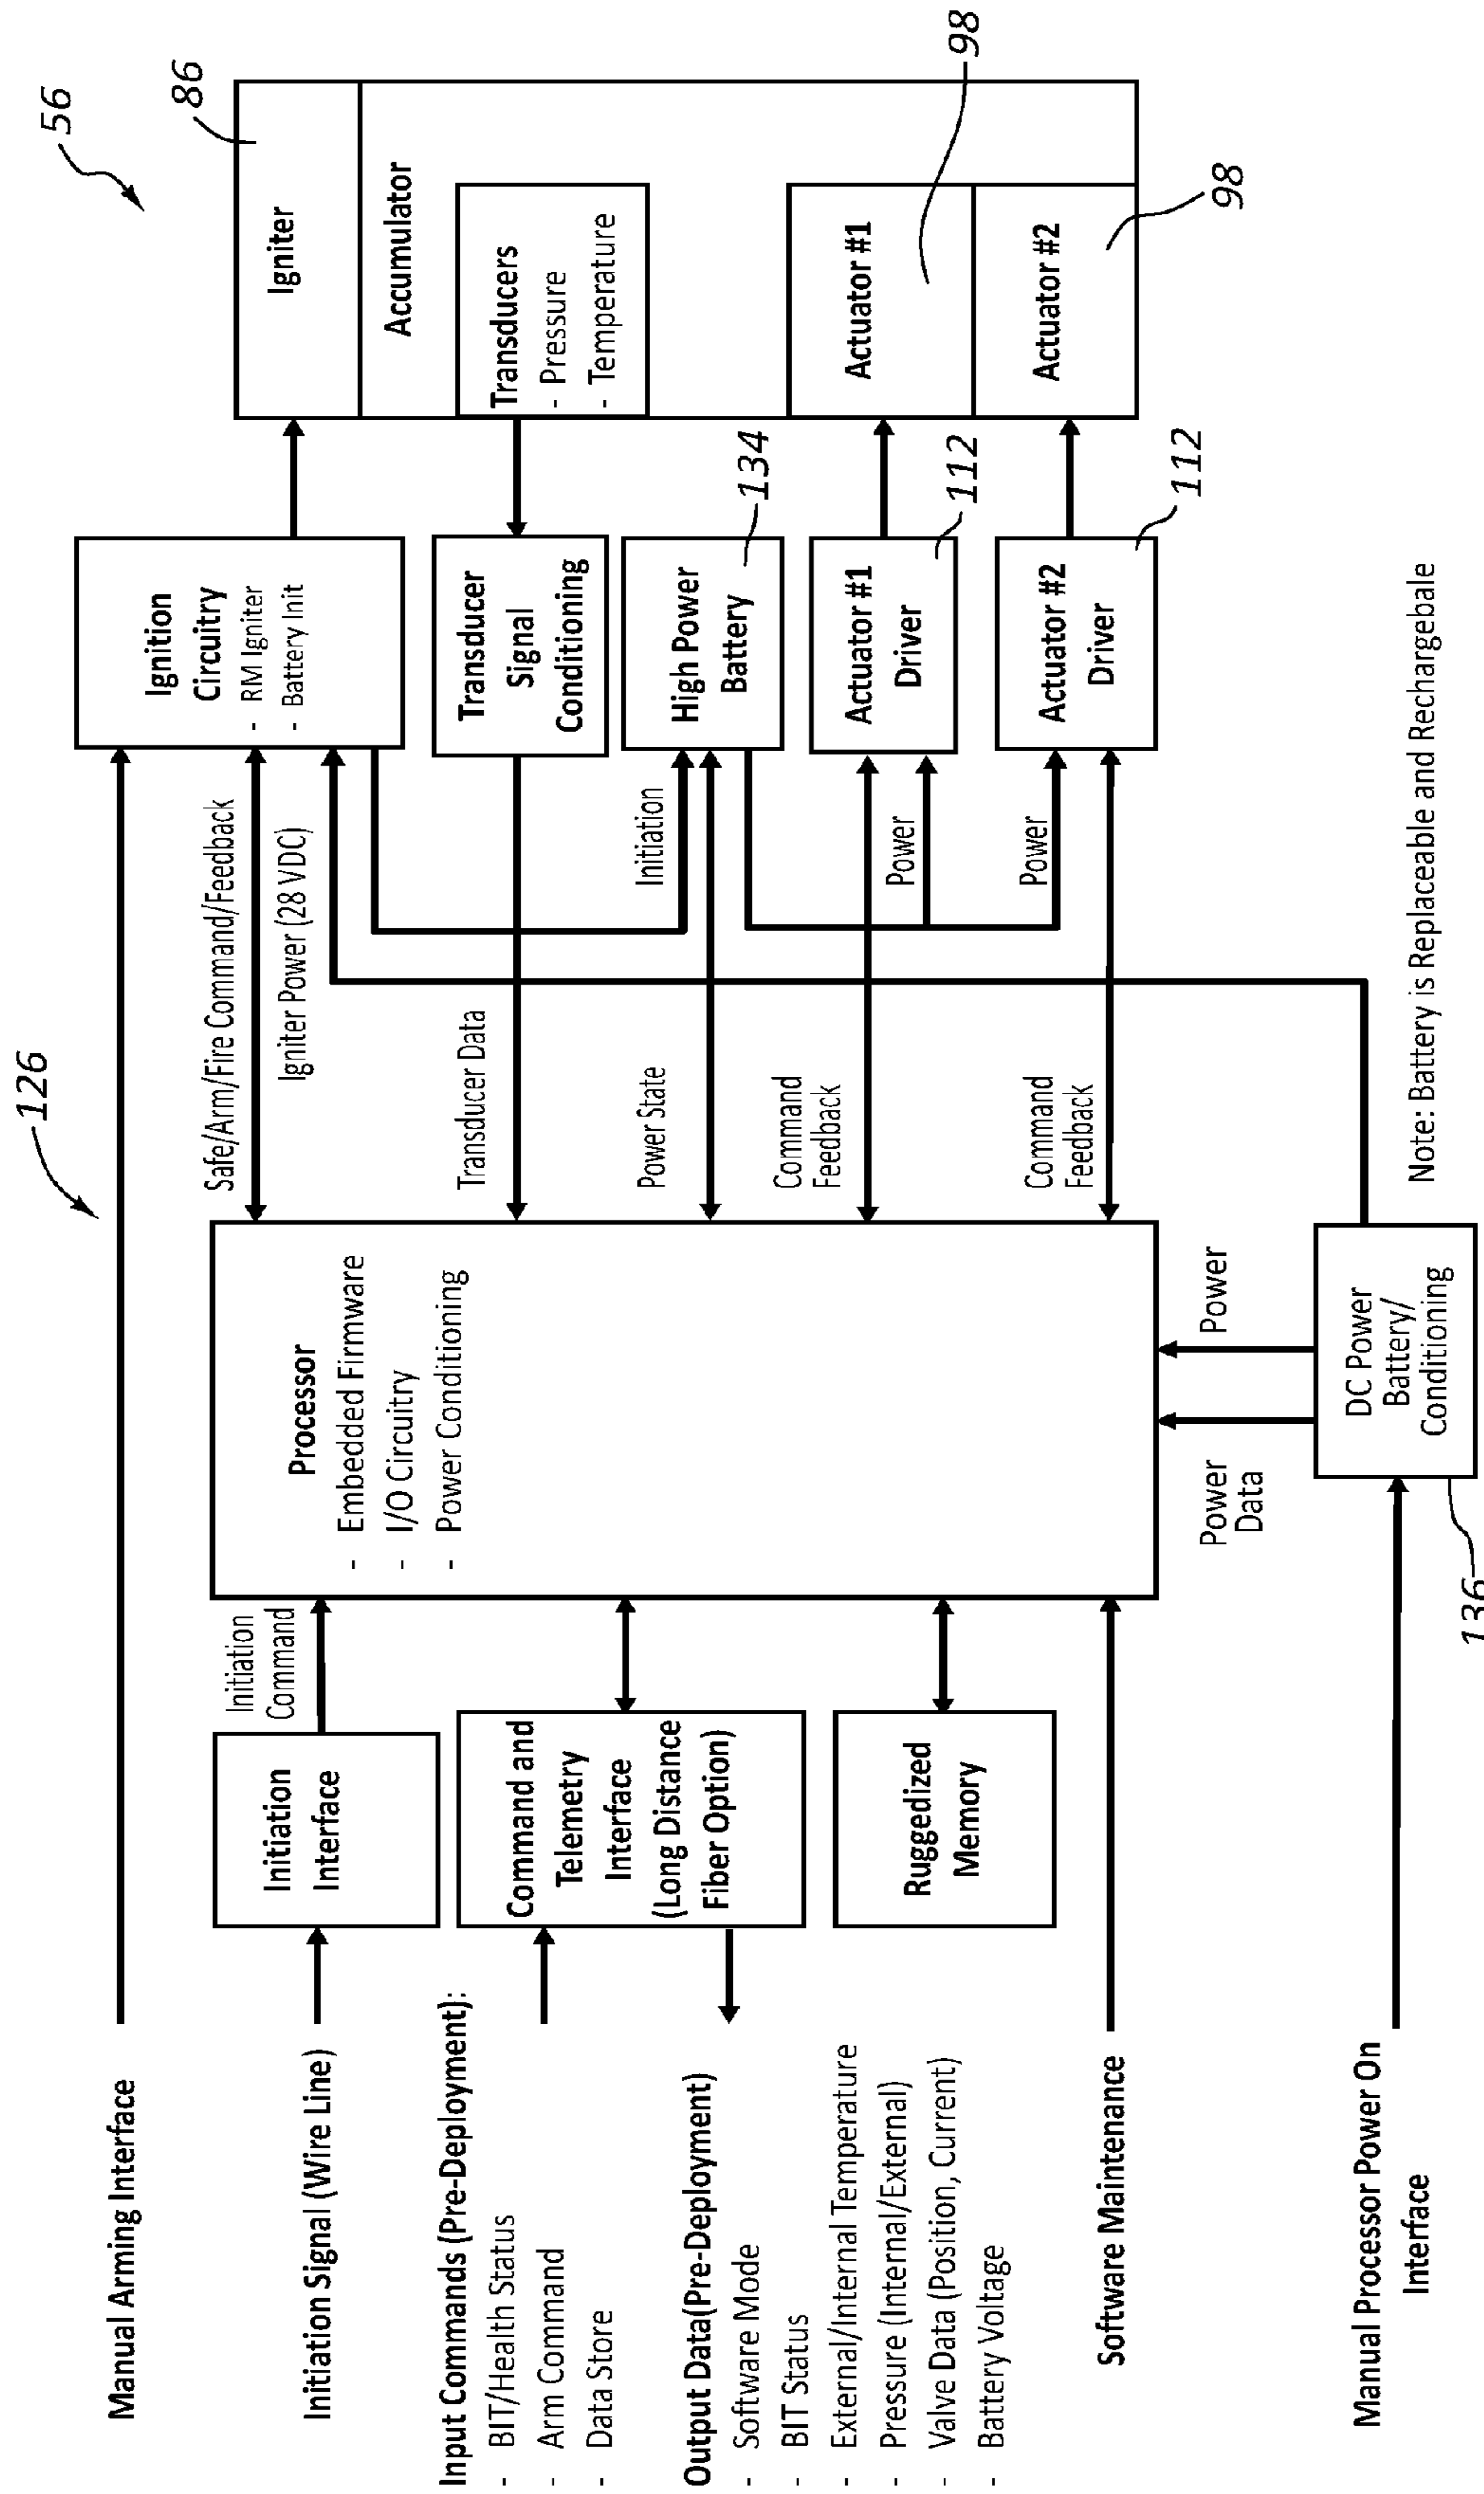 126
56
Manual Arming Interface
Initiation Signal (Wire Line)
Input Commands (Pre-Deployment):
- BIT/Health Status
- Arm Command
- Data Store
Output Data(Pre-Deployment)
- Software Mode
- BIT Status
- External/Internal Temperature
- Pressure (Internal/External)
- Valve Data (Position, Current)
- Battery Voltage
Software Maintenance
Manual Processor Power On
Interface
Initiation
Interface
Initiation
Command
Command and
Telemetry
Interface
(Long Distance
Fiber Option)
Ruggedized
Memory
Processor
- Embedded Firmware
- I/O Circuitry
- Power Conditioning
Power
Data
Power
DC Power
Battery/
Conditioning
136
Safe/Arm/Fire Command/Feedback
Igniter Power (28 VDC)
Transducer Data
Initiation
Power State
Command
Feedback
Power
Power
Command
Feedback
Ignition
Circuitry
- RM Igniter
- Battery Init
Transducer
Signal
Conditioning
High Power
Battery
134
Actuator #1
Driver
112
Actuator #2
Driver
112
Igniter
86
Accumulator
Transducers
- Pressure
- Temperature
Actuator #1
98
Actuator #2
98
Note: Battery is Replaceable and Rechargebale